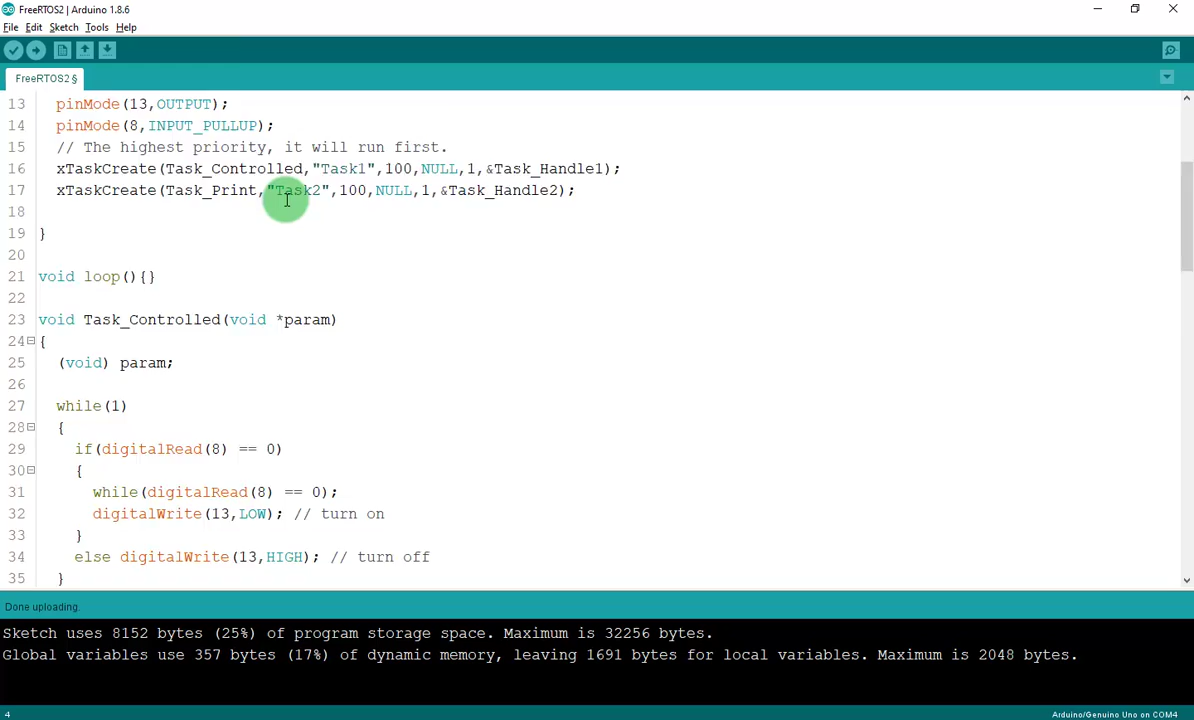 FreeRTOS2 | Arduino 1.8.6
File Edit Sketch Tools Help
FreeRTOS2 §
13 pinMode(13,OUTPUT);
14 pinMode(8,INPUT_PULLUP);
15 // The highest priority, it will run first.
16 xTaskCreate(Task_Controlled,"Task1",100,NULL,1,&Task_Handle1);
17 xTaskCreate(Task_Print,"Task2",100,NULL,1,&Task_Handle2);
18
19 }
20
21 void loop(){}
22
23 void Task_Controlled(void *param)
24 {
25 (void) param;
26
27 while(1)
28 {
29 if(digitalRead(8) == 0)
30 {
31 while(digitalRead(8) == 0);
32 digitalWrite(13,LOW); // turn on
33 }
34 else digitalWrite(13,HIGH); // turn off
35 }
Done uploading.
Sketch uses 8152 bytes (25%) of program storage space. Maximum is 32256 bytes.
Global variables use 357 bytes (17%) of dynamic memory, leaving 1691 bytes for local variables. Maximum is 2048 bytes.
4 Arduino/Genuino Uno on COM4